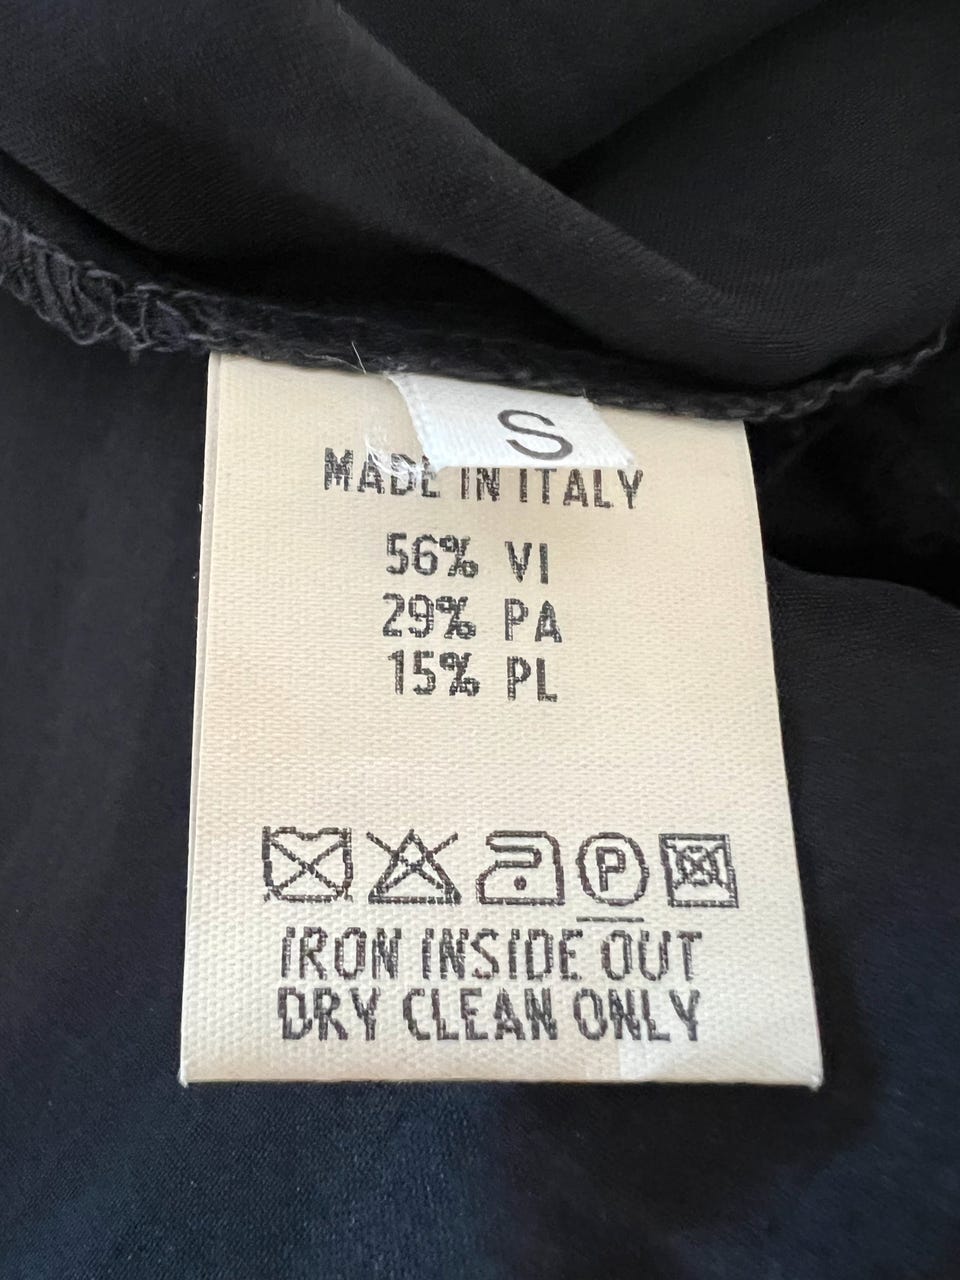 S
MADE IN ITALY
56% VI
29% PA
15% PL
P
IRON INSIDE OUT
DRY CLEAN ONLY